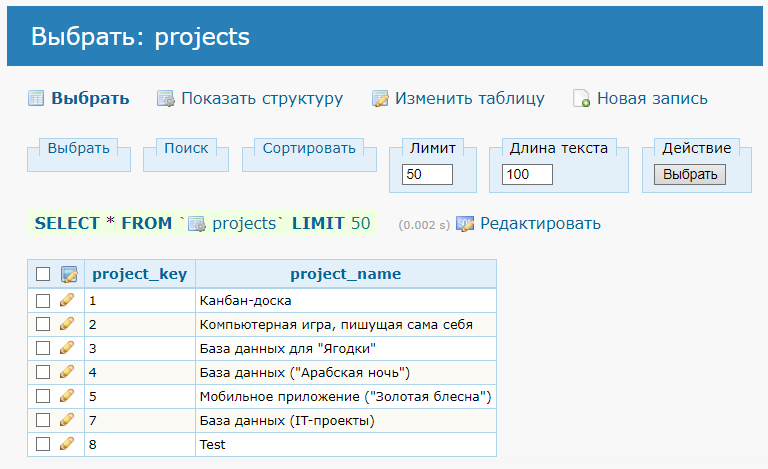 Выбрать: projects
Выбрать Показать структуру Изменить таблицу Новая запись
Выбрать Поиск Сортировать Лимит Длина текста Действие
50 100 Выбрать
SELECT * FROM `projects` LIMIT 50 (0.002 s) Редактировать
project_key project_name
1 Канбан-доска
2 Компьютерная игра, пишущая сама себя
3 База данных для "Ягодки"
4 База данных ("Арабская ночь")
5 Мобильное приложение ("Золотая блесна")
7 База данных (IT-проекты)
8 Test